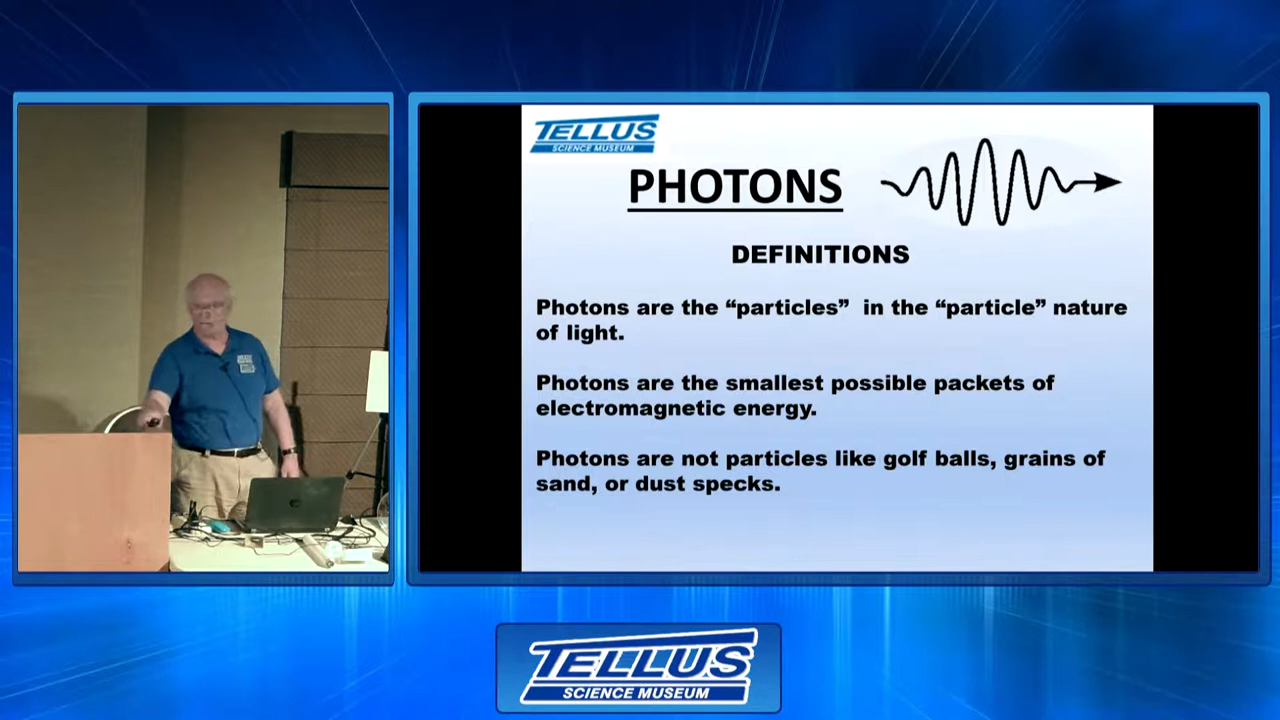 TELLUS
SCIENCE MUSEUM
PHOTONS
DEFINITIONS
Photons are the “particles”  in the “particle” nature
of light.
Photons are the smallest possible packets of
electromagnetic energy.
Photons are not particles like golf balls, grains of
sand, or dust specks.
TELLUS
SCIENCE MUSEUM